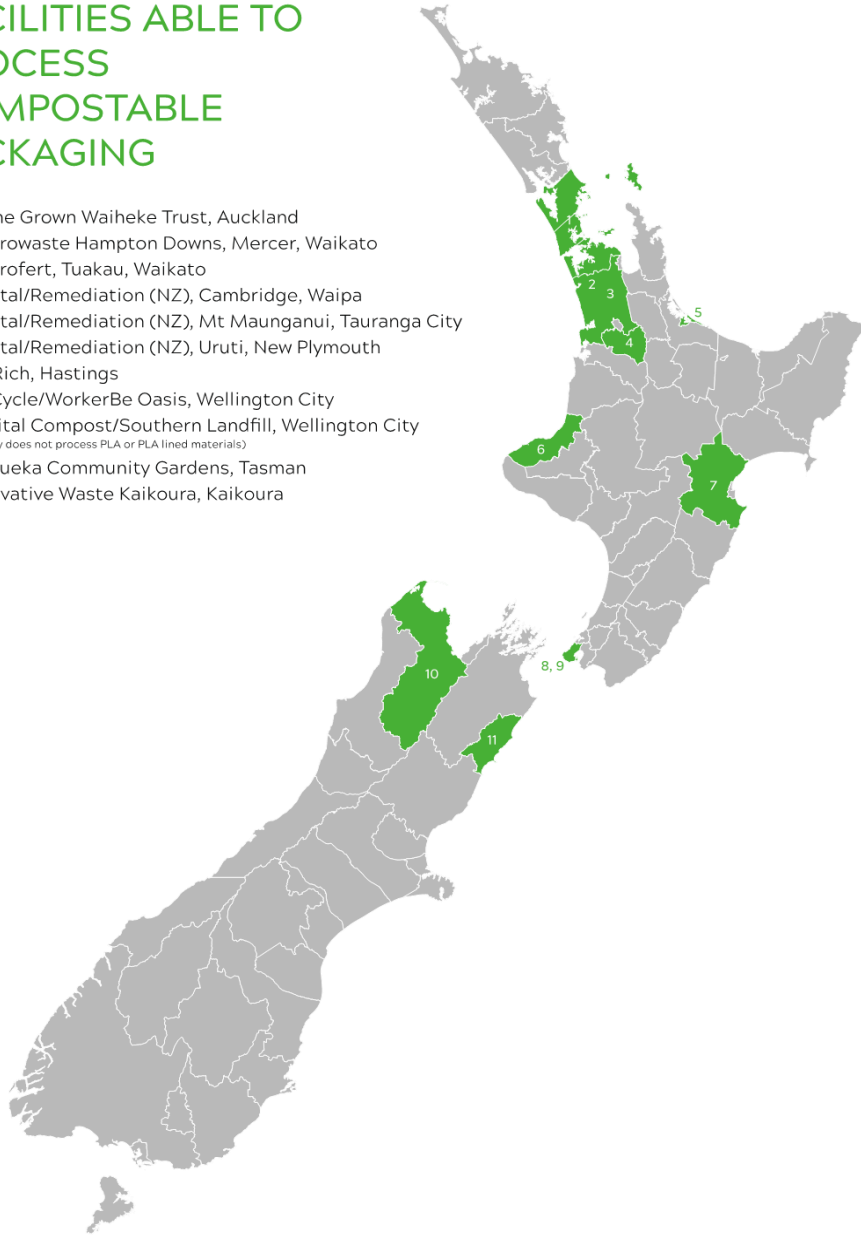 CILITIES ABLE TO
OCESS
MPOSTABLE
CKAGING
ne Grown Waiheke Trust, Auckland
rowaste Hampton Downs, Mercer, Waikato
rofert, Tuakau, Waikato
tal/Remediation (NZ), Cambridge, Waipa
tal/Remediation (NZ), Mt Maunganui, Tauranga City
tal/Remediation (NZ), Uruti, New Plymouth
Rich, Hastings
Cycle/WorkerBe Oasis, Wellington City
ital Compost/Southern Landfill, Wellington City
y does not process PLA or PLA lined materials)
ueka Community Gardens, Tasman
vative Waste Kaikoura, Kaikoura
1
2
3
4
5
6
7
8, 9
10
11